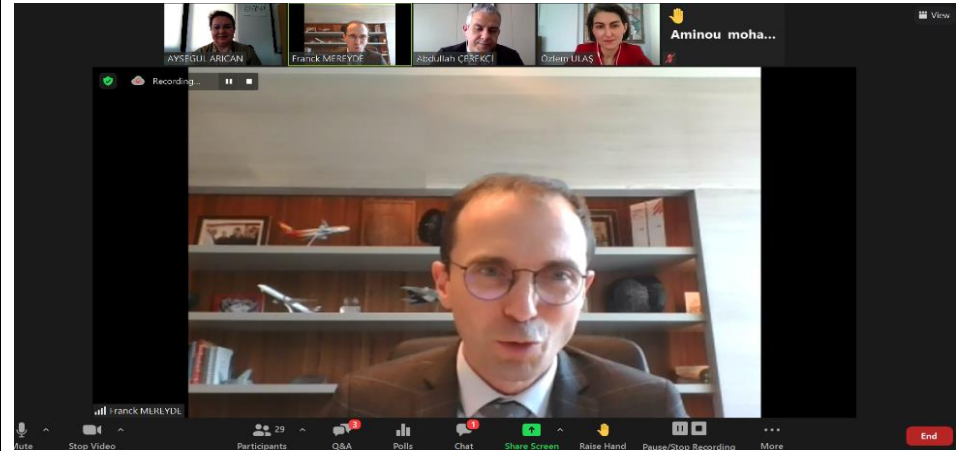 View
Aminou moha...
AYSEGUL ARICAN
Franck MEREYDE
Abdullah ÇEREKÇİ
Özlem ULAŞ
Recording...
Franck MEREYDE
Mute
Stop Video
29
Participants
3
Q&A
Polls
1
Chat
Share Screen
Raise Hand
Pause/Stop Recording
More
End